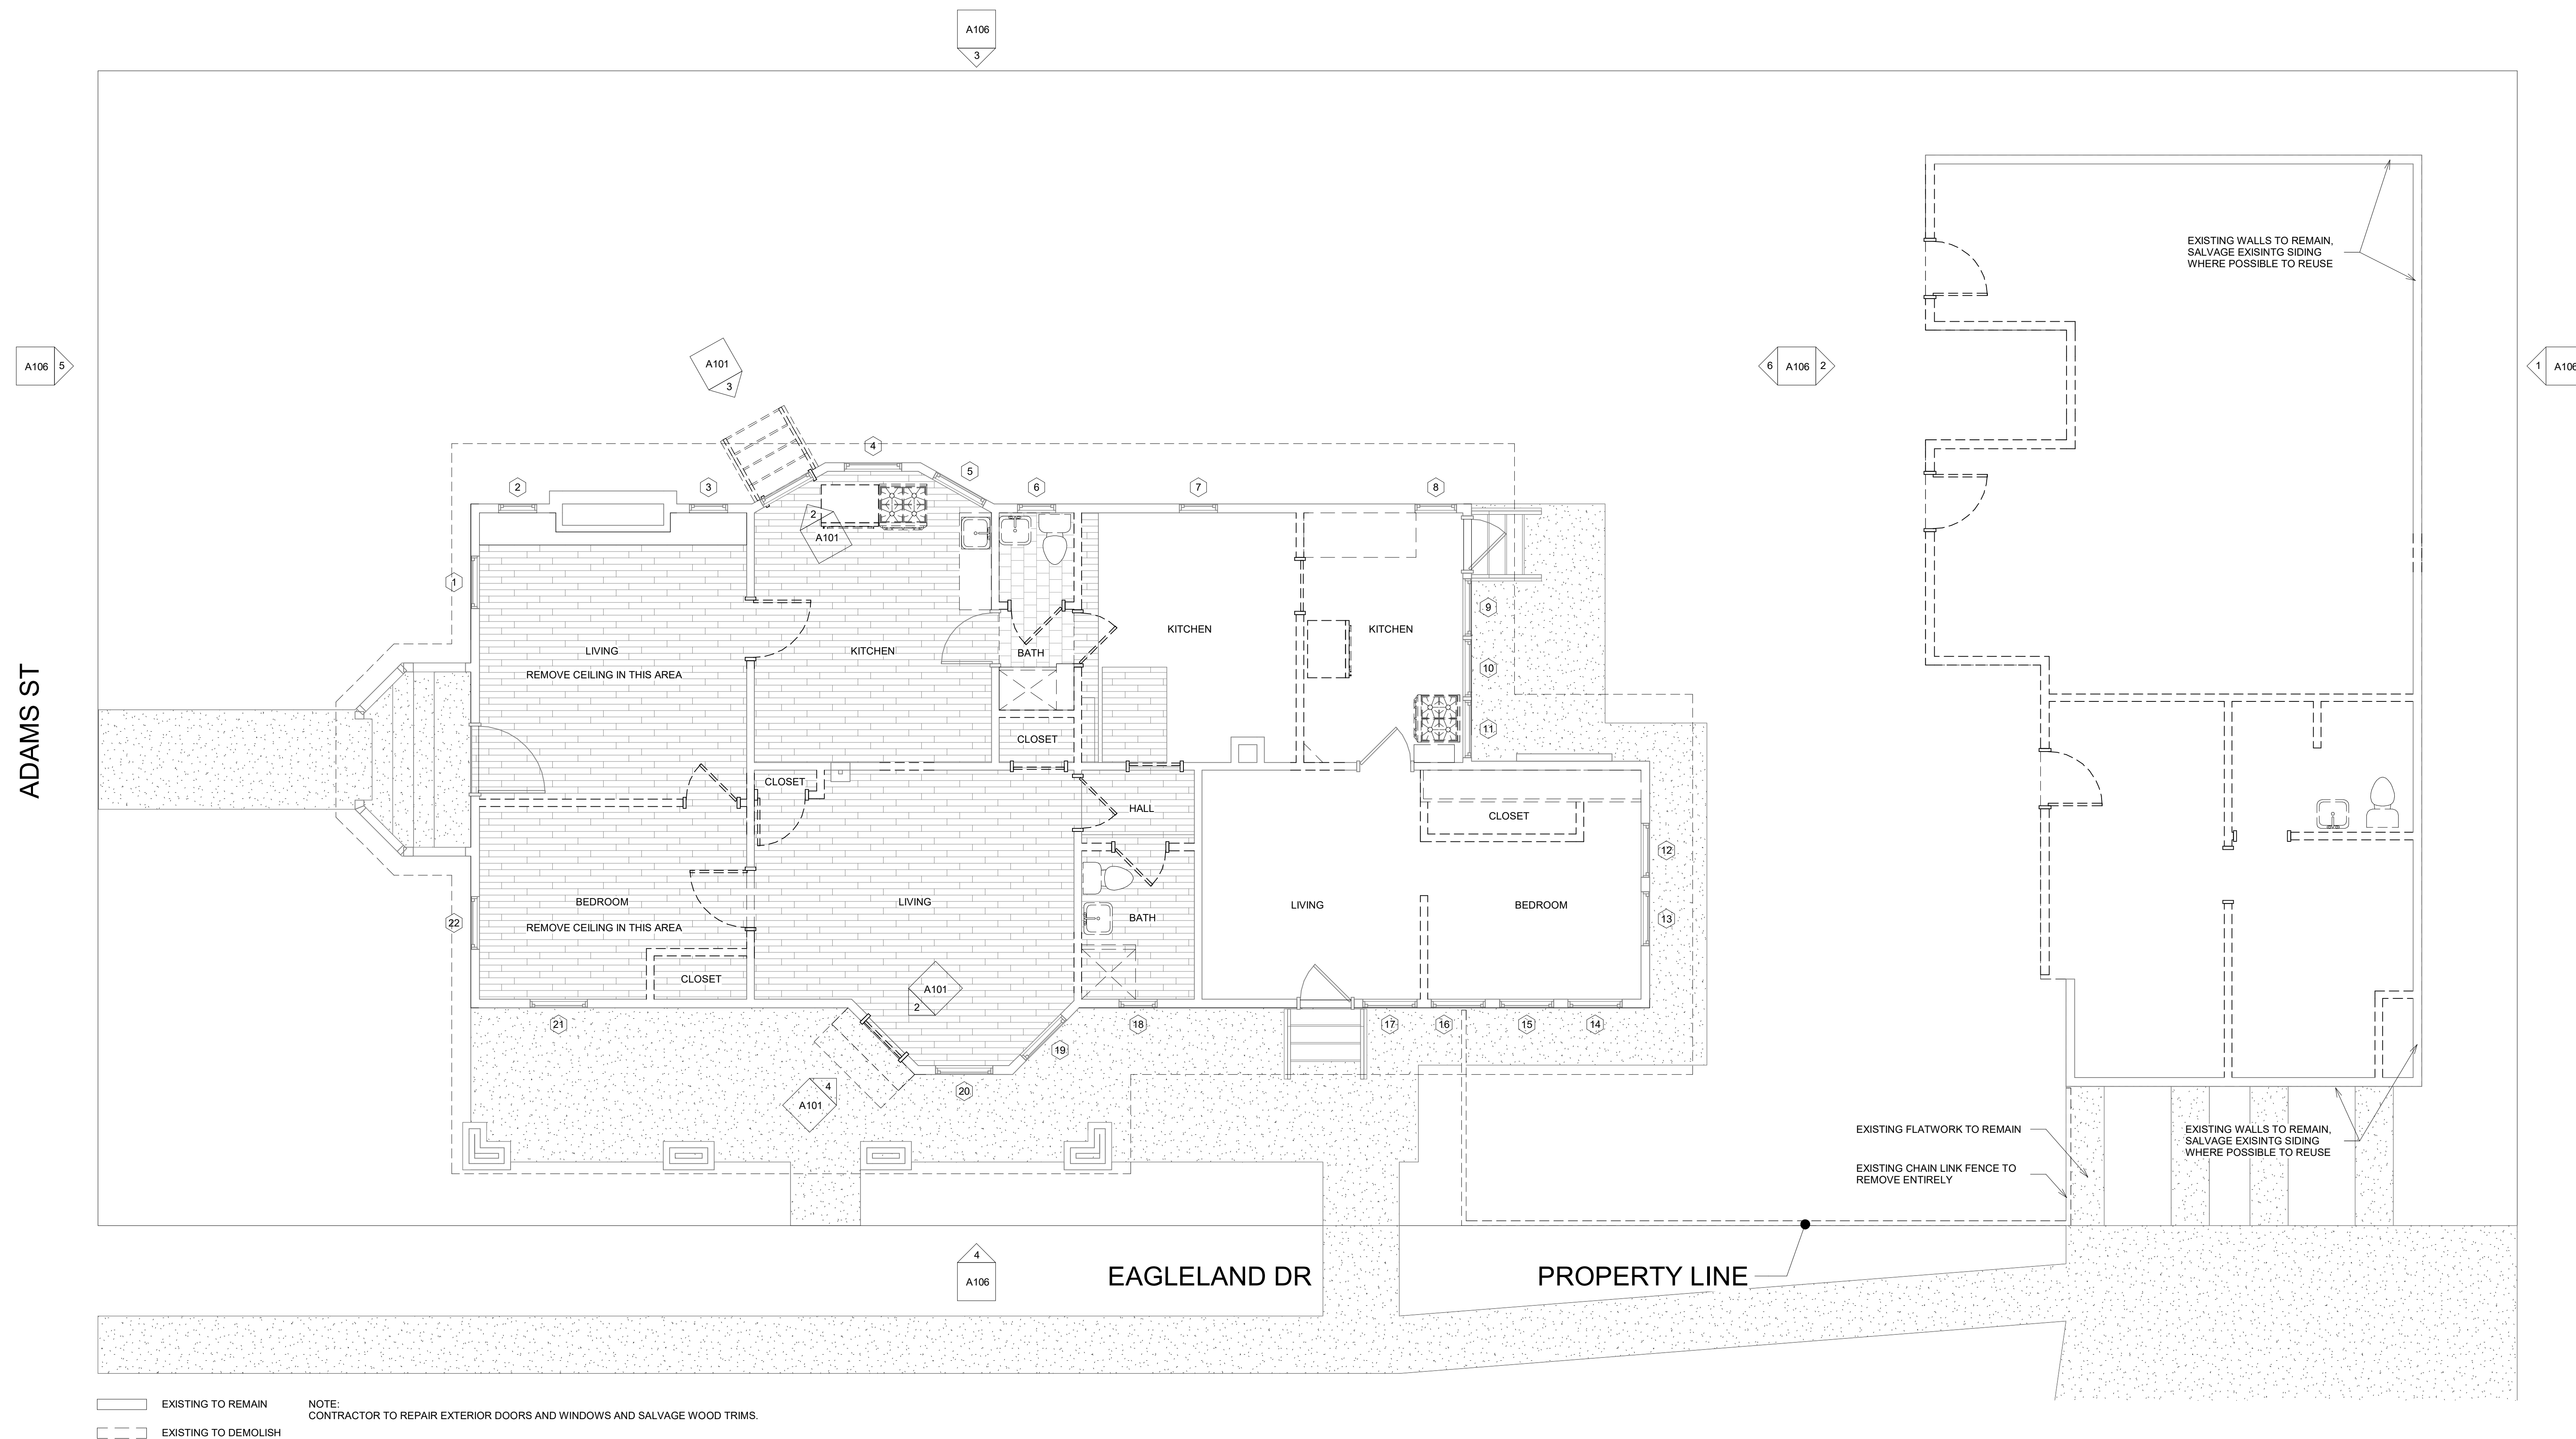 A106
3
EXISTING WALLS TO REMAIN,
SALVAGE EXISINTG SIDING
WHERE POSSIBLE TO REUSE
A106
5
A101
3
6
A106
2
1
A106
4
5
2
3
6
7
8
2
A101
1
9
KITCHEN
KITCHEN
LIVING
KITCHEN
BATH
REMOVE CEILING IN THIS AREA
10
ADAMS ST
11
CLOSET
CLOSET
HALL
CLOSET
12
22
BEDROOM
LIVING
LIVING
BEDROOM
13
BATH
REMOVE CEILING IN THIS AREA
CLOSET
A101
2
21
18
17
16
15
14
19
20
4
A101
EXISTING FLATWORK TO REMAIN
EXISTING WALLS TO REMAIN,
SALVAGE EXISINTG SIDING
WHERE POSSIBLE TO REUSE
EXISTING CHAIN LINK FENCE TO
REMOVE ENTIRELY
4
A106
EAGLELAND DR
PROPERTY LINE
EXISTING TO REMAIN
EXISTING TO DEMOLISH
NOTE:
CONTRACTOR TO REPAIR EXTERIOR DOORS AND WINDOWS AND SALVAGE WOOD TRIMS.